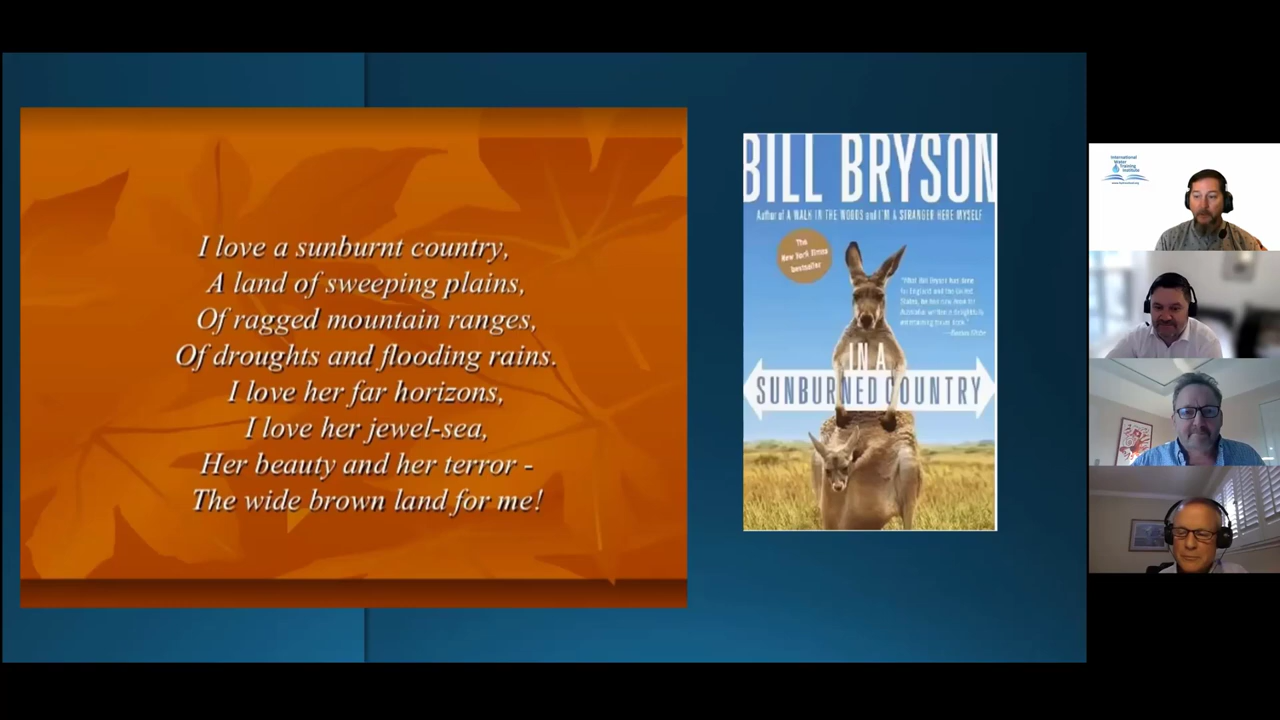 I love a sunburnt country,
A land of sweeping plains,
Of ragged mountain ranges,
Of droughts and flooding rains.
I love her far horizons,
I love her jewel-sea,
Her beauty and her terror -
The wide brown land for me!
BILL BRYSON
Author of A WALK IN THE WOODS and I'M A STRANGER HERE MYSELF
The
New York Times
bestseller
IN A
SUNBURNED COUNTRY
International
Water
Training
Institute